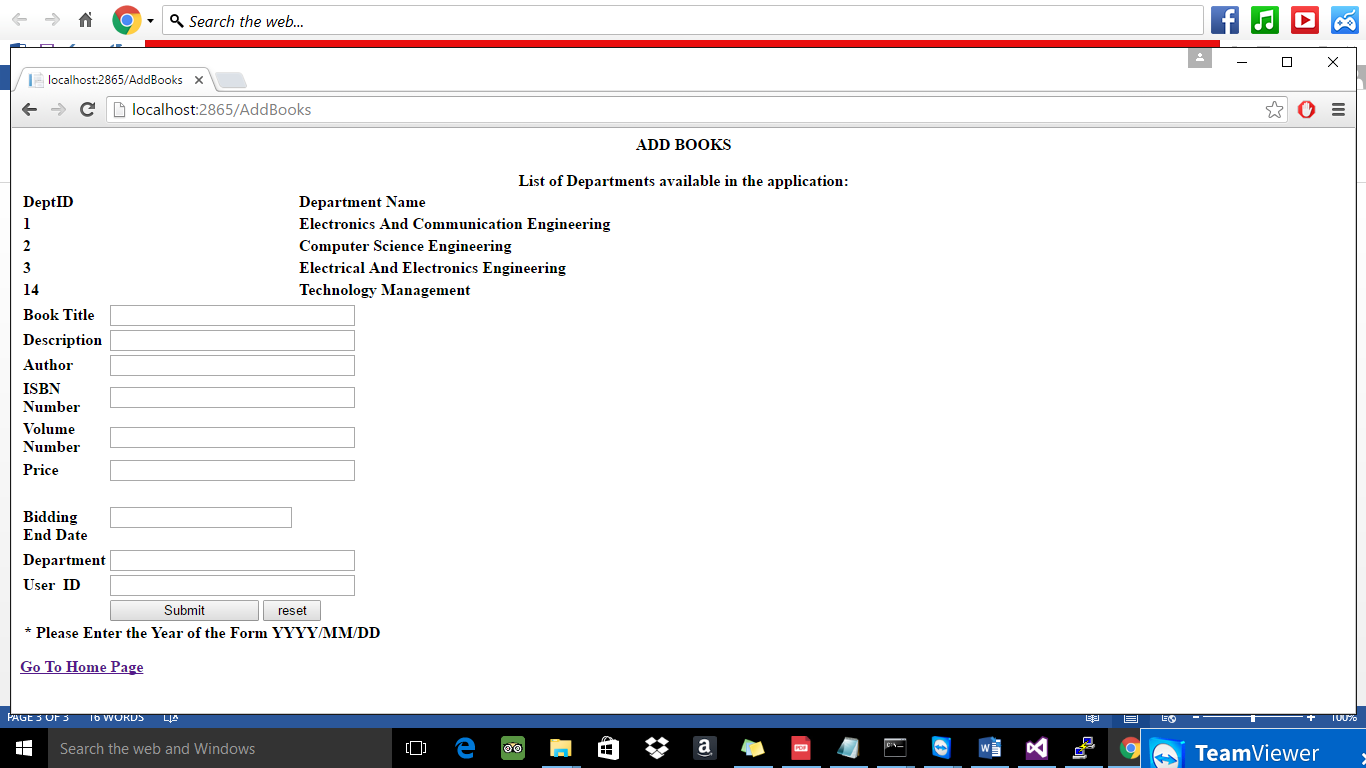 Search the web...
localhost:2865/AddBooks
localhost:2865/AddBooks
ADD BOOKS
List of Departments available in the application:
DeptID Department Name
1 Electronics And Communication Engineering
2 Computer Science Engineering
3 Electrical And Electronics Engineering
14 Technology Management
Book Title
Description
Author
ISBN
Number
Volume
Number
Price
Bidding
End Date
Department
User ID
Submit reset
* Please Enter the Year of the Form YYYY/MM/DD
Go To Home Page
PAGE 3 OF 3 16 WORDS 100%
Search the web and Windows
TeamViewer